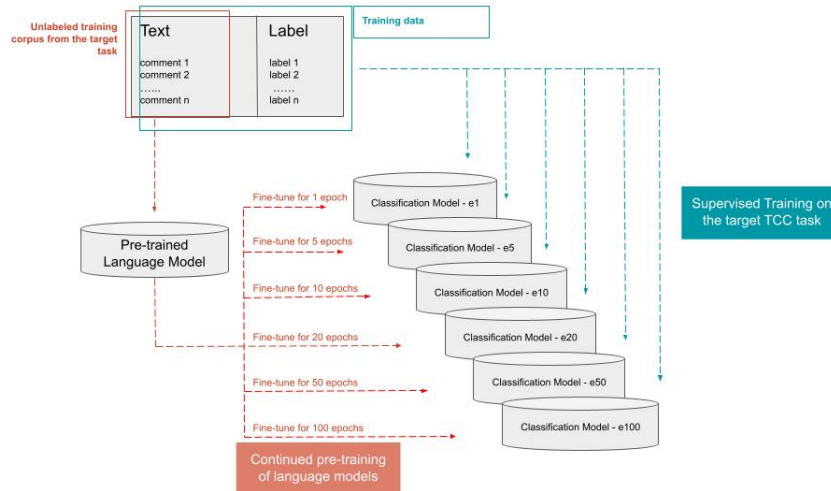 Unlabeled training
corpus from the target
task
Text
Label
Training data
comment 1
comment 2
......
comment n
label 1
label 2
......
label n
Fine-tune for 1 epoch
Classification Model - e1
Pre-trained
Language Model
Fine-tune for 5 epochs
Classification Model - e5
Supervised Training on
the target TCC task
Fine-tune for 10 epochs
Classification Model - e10
Fine-tune for 20 epochs
Classification Model - e20
Fine-tune for 50 epochs
Classification Model - e50
Fine-tune for 100 epochs
Classification Model - e100
Continued pre-training
of language models